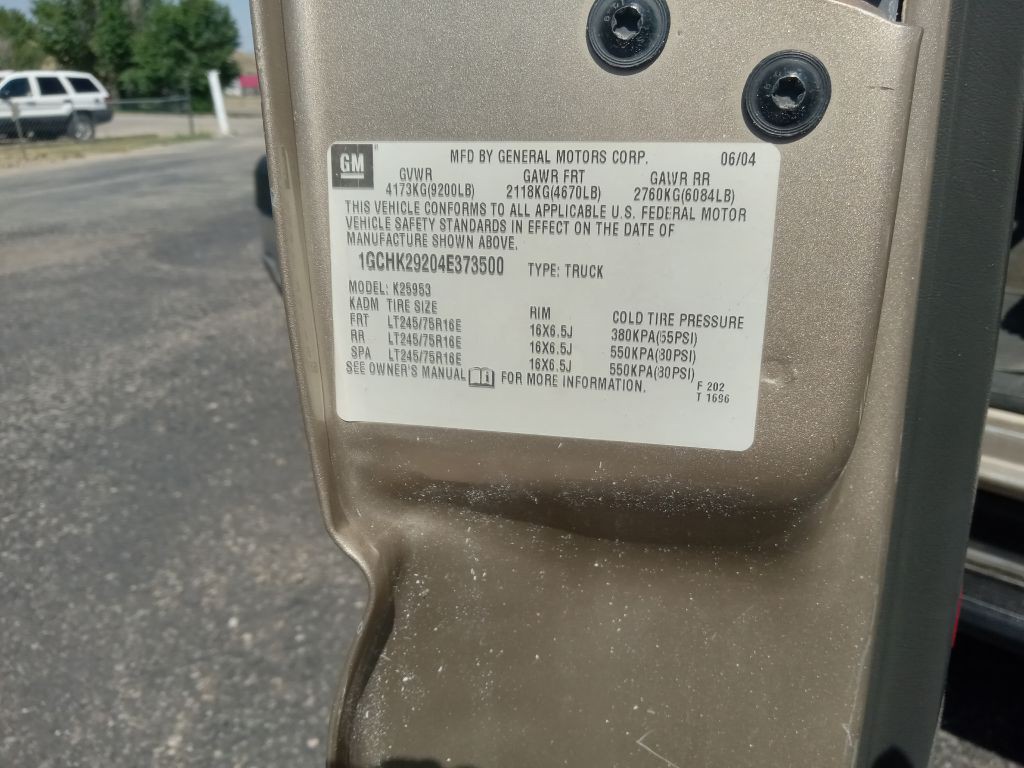 GM
MFD BY GENERAL MOTORS CORP. 06/04
GVWR GAWR FRT GAWR RR
4173KG(9200LB) 2118KG(4670LB) 2760KG(6084LB)
THIS VEHICLE CONFORMS TO ALL APPLICABLE U.S. FEDERAL MOTOR
VEHICLE SAFETY STANDARDS IN EFFECT ON THE DATE OF
MANUFACTURE SHOWN ABOVE.
1GCHK29204E373500 TYPE: TRUCK
MODEL: K25953
KADM TIRE SIZE RIM COLD TIRE PRESSURE
FRT LT245/75R16E 16X6.5J 380KPA(55PSI)
RR LT245/75R16E 16X6.5J 550KPA(80PSI)
SPA LT245/75R16E 16X6.5J 550KPA(80PSI)
SEE OWNER'S MANUAL FOR MORE INFORMATION.
F 202
T 1696